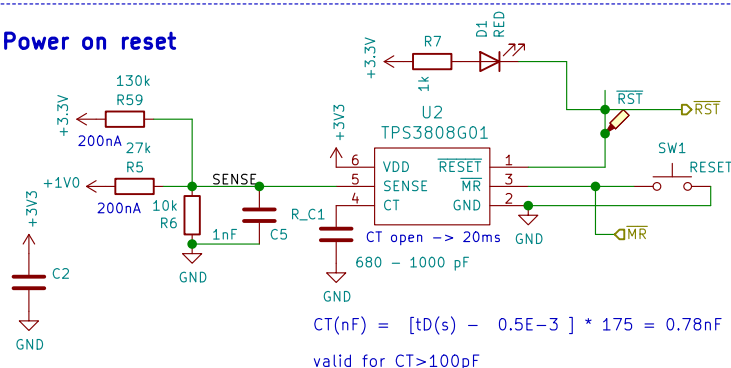 Power on reset
D1
RED
R7
+3.3V
1k
RST
RST
130k
R59
+3.3V
200nA
U2
TPS3808G01
+3V3
27k
R5
+1V0
200nA
SENSE
6 VDD RESET 1
5 SENSE MR 3
4 CT GND 2
SW1
RESET
10k
R6
1nF
C5
R_C1
CT open -> 20ms
GND
MR
680 - 1000 pF
+3V3
C2
GND
GND
GND
CT(nF) = [tD(s) - 0.5E-3 ] * 175 = 0.78nF
valid for CT>100pF